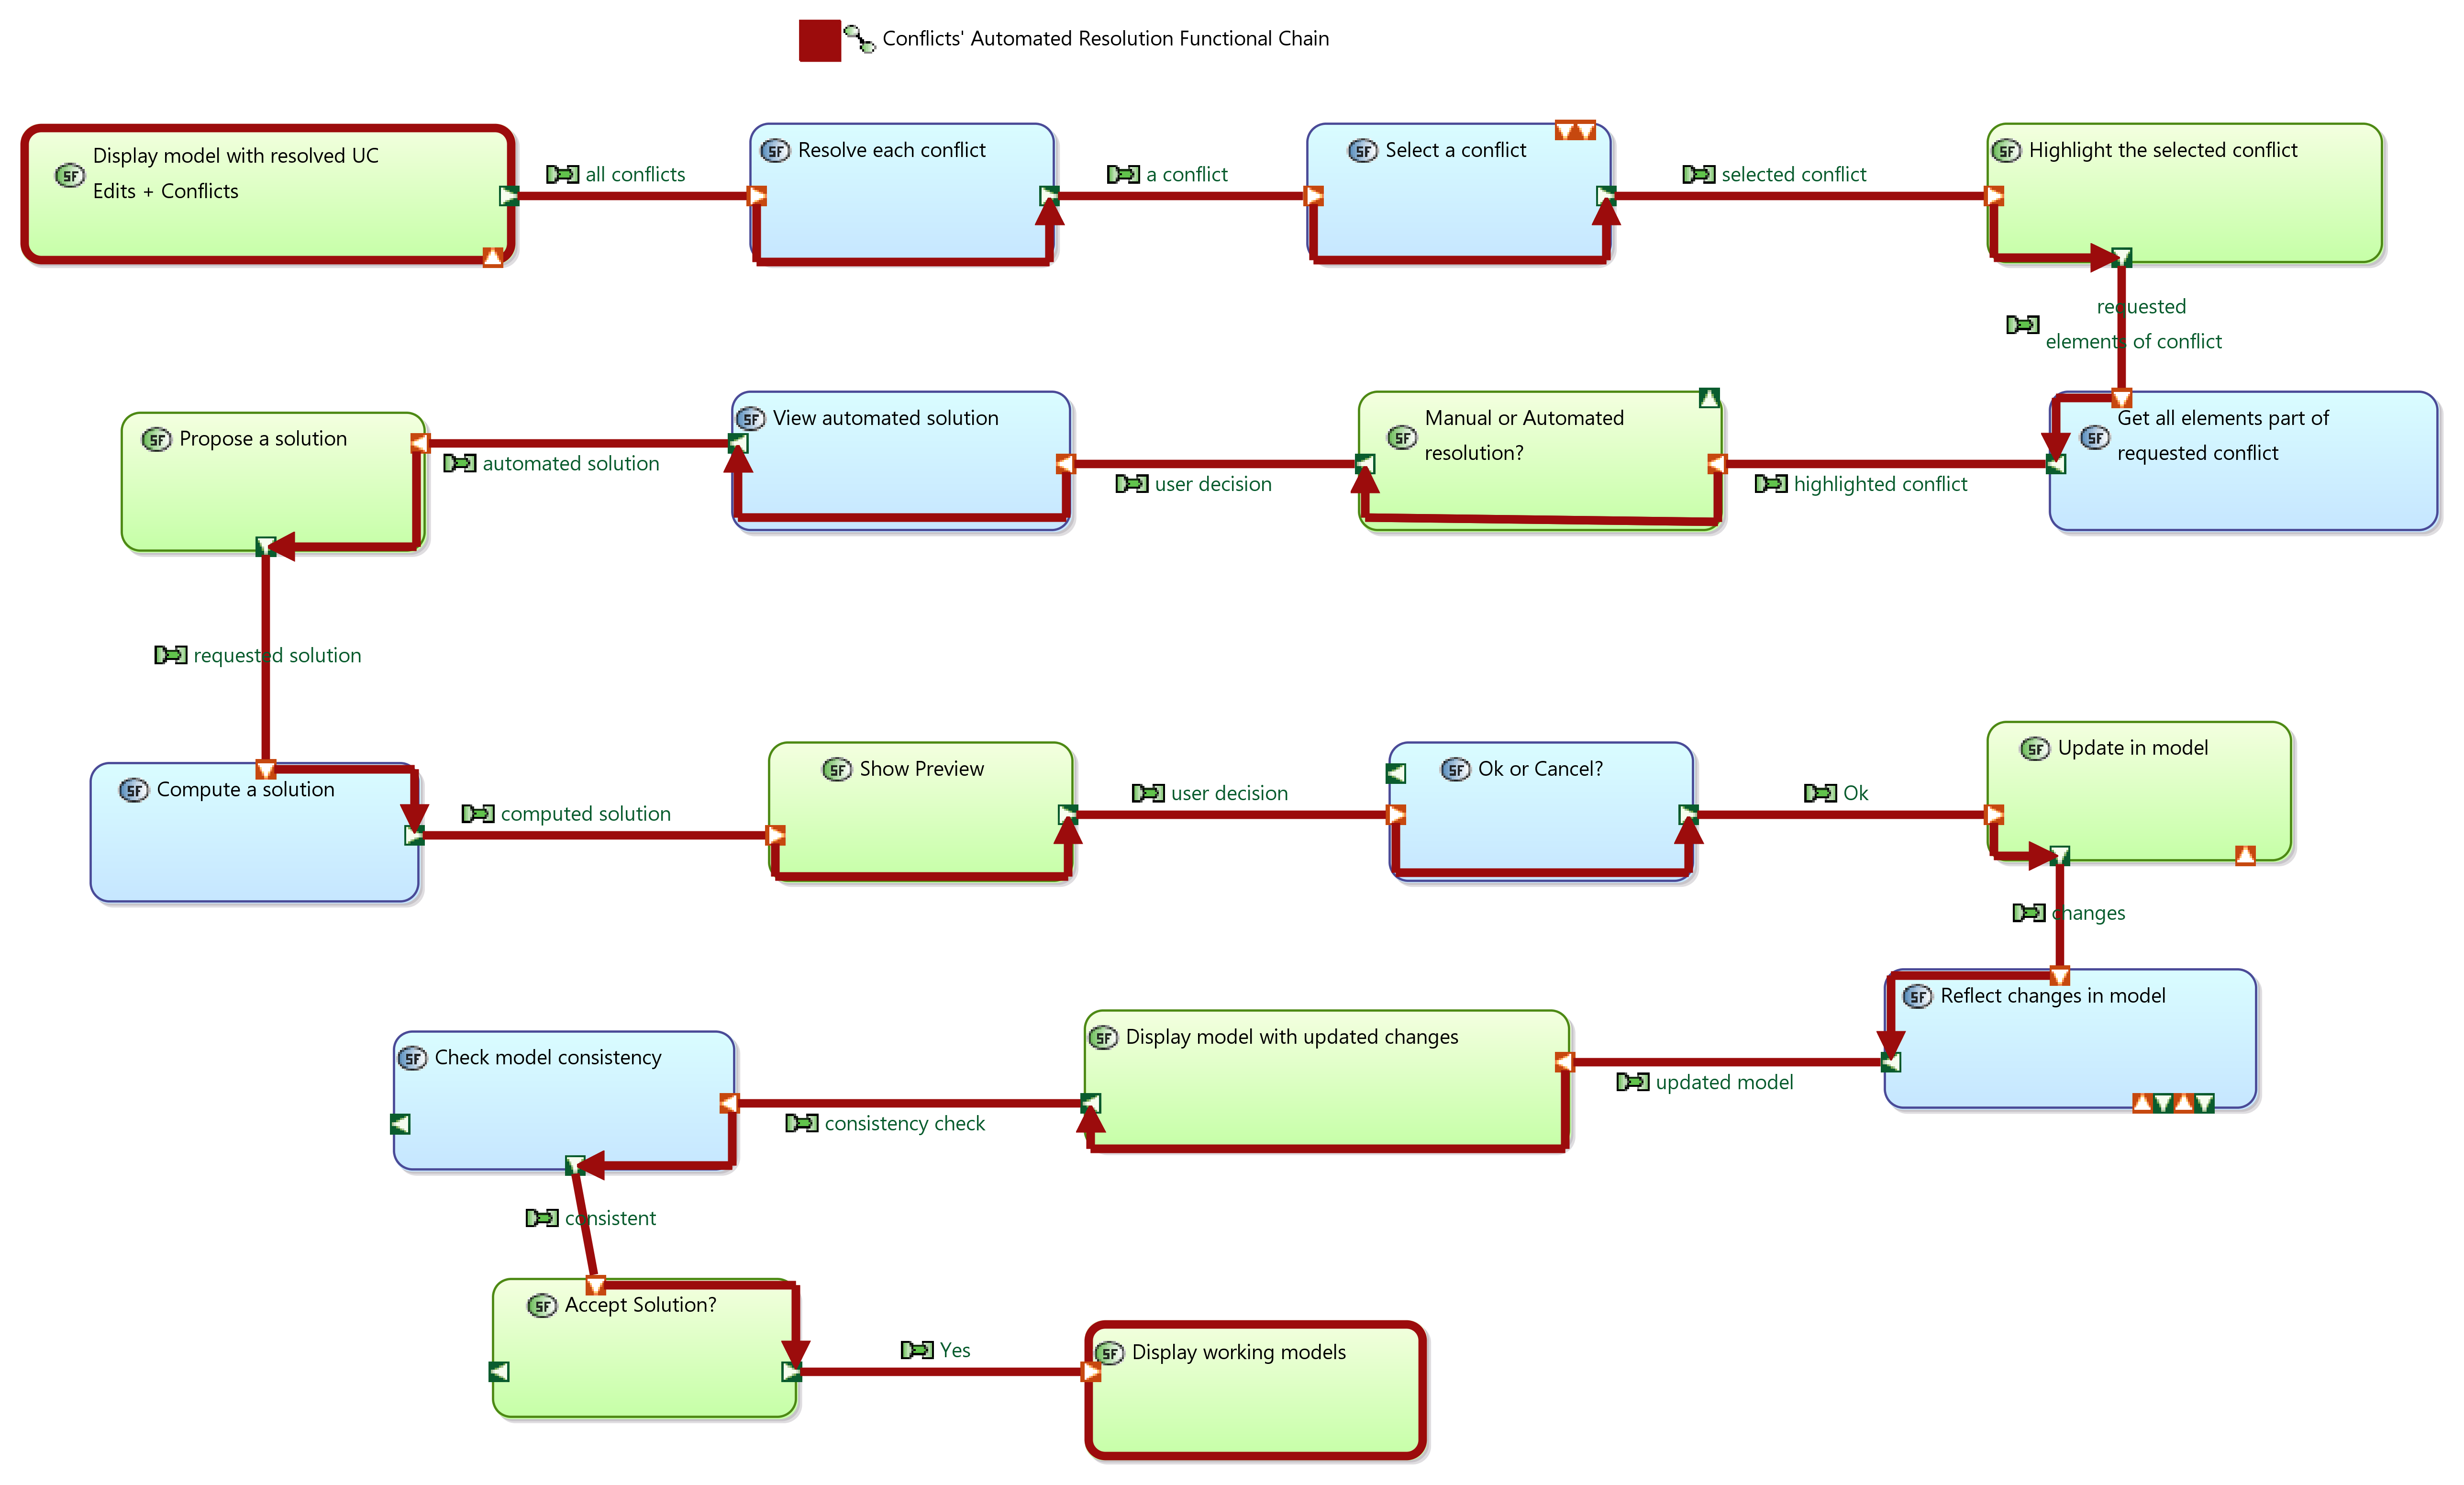 Conflicts' Automated Resolution Functional Chain
Display model with resolved UC
Edits + Conflicts
all conflicts
Resolve each conflict
a conflict
Select a conflict
selected conflict
Highlight the selected conflict
requested
elements of conflict
Get all elements part of
requested conflict
highlighted conflict
Manual or Automated
resolution?
user decision
View automated solution
automated solution
Propose a solution
requested solution
Compute a solution
computed solution
Show Preview
user decision
Ok or Cancel?
Ok
Update in model
changes
Reflect changes in model
updated model
Display model with updated changes
consistency check
Check model consistency
consistent
Accept Solution?
Yes
Display working models